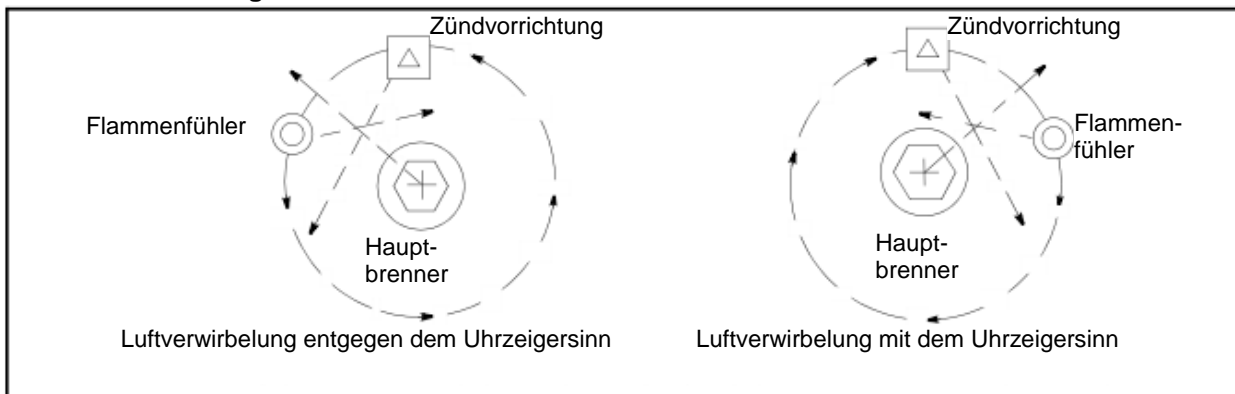 Zündvorrichtung
Flammenfühler
Haupt-
brenner
Luftverwirbelung entgegen dem Uhrzeigersinn
Zündvorrichtung
Flammen-
fühler
Haupt-
brenner
Luftverwirbelung mit dem Uhrzeigersinn